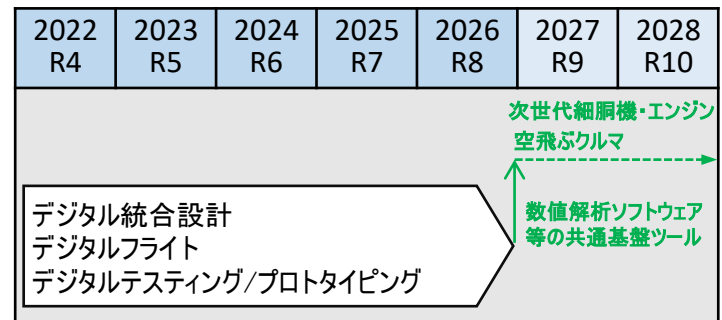 2022 2023 2024 2025 2026 2027 2028
R4 R5 R6 R7 R8 R9 R10
次世代細胴機・エンジン
空飛ぶクルマ
デジタル統合設計
デジタルフライト
デジタルテスティング/プロトタイピング
数値解析ソフトウェア
等の共通基盤ツール